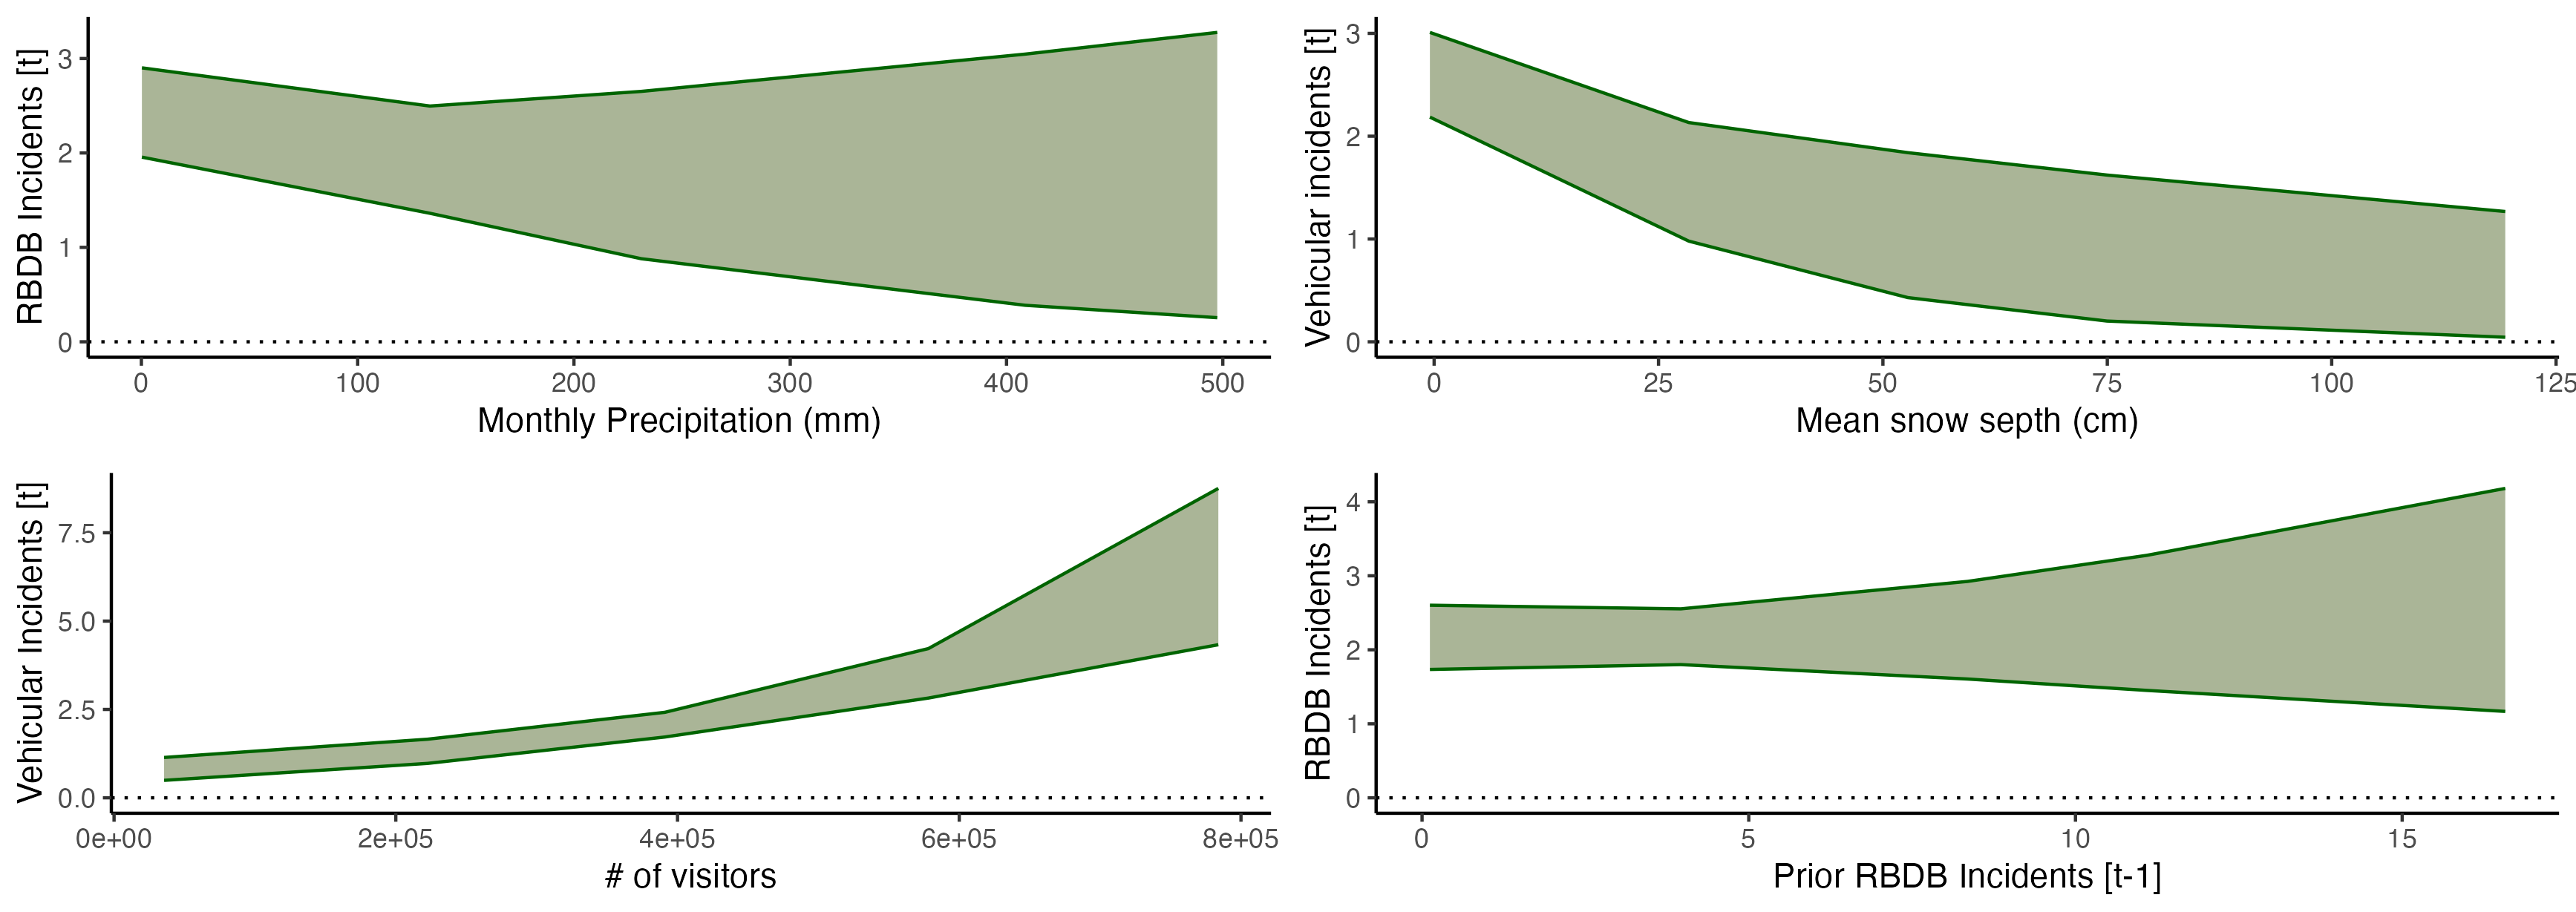 RBDB Incidents [t]
3
2
1
0
0 100 200 300 400 500
Monthly Precipitation (mm)
Vehicular incidents [t]
3
2
1
0
0 25 50 75 100 125
Mean snow septh (cm)
Vehicular Incidents [t]
7.5
5.0
2.5
0.0
0e+00 2e+05 4e+05 6e+05 8e+05
# of visitors
RBDB Incidents [t]
4
3
2
1
0
0 5 10 15
Prior RBDB Incidents [t-1]